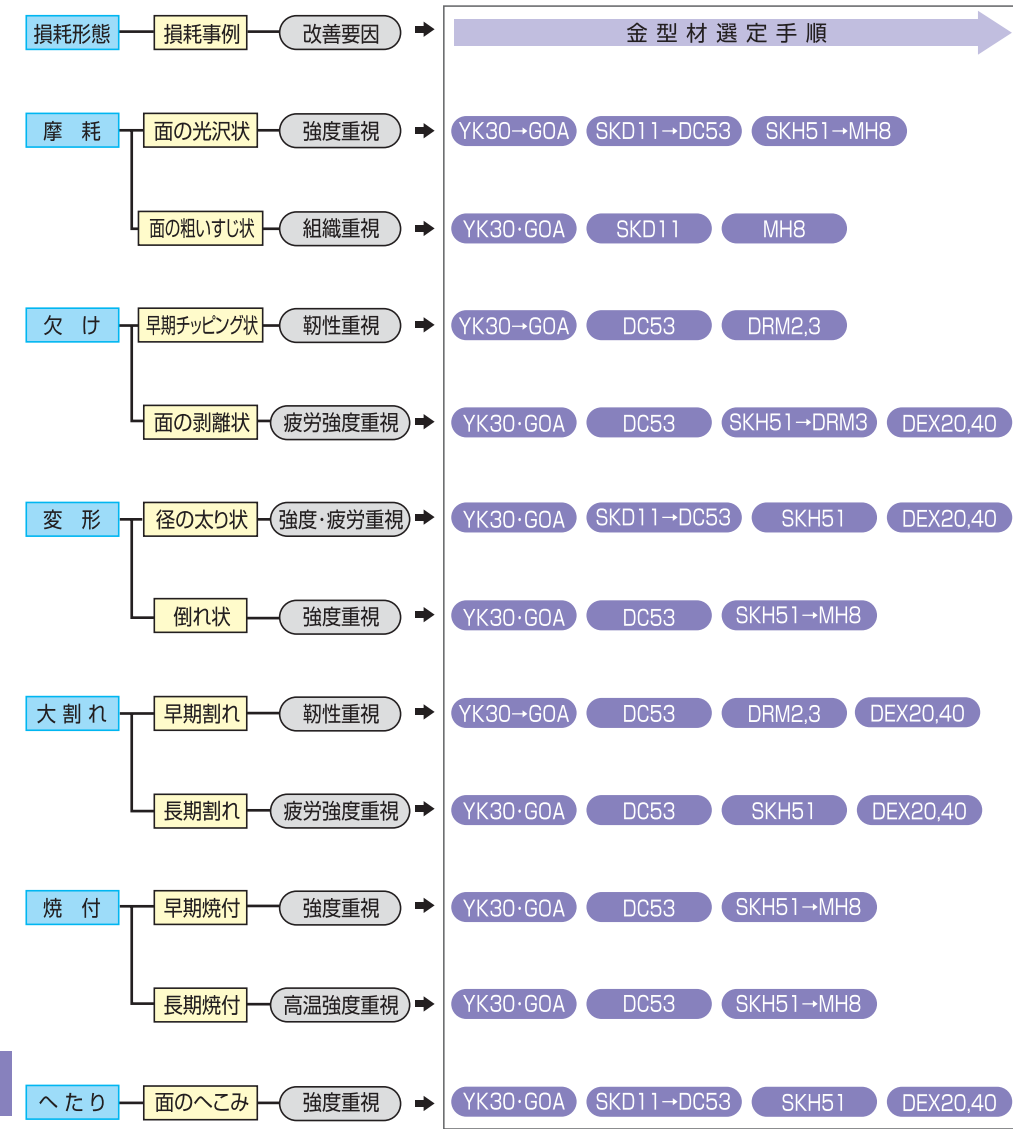 損耗形態 損耗事例 改善要因 金型材選定手順
摩耗 面の光沢状 強度重視 YK30→GOA SKD11→DC53 SKH51→MH8
面の粗いすじ状 組織重視 YK30·GOA SKD11 MH8
欠け 早期チッピング状 靭性重視 YK30→GOA DC53 DRM2,3
面の剥離状 疲労強度重視 YK30·GOA DC53 SKH51→DRM3 DEX20,40
変形 径の太り状 強度·疲労重視 YK30·GOA SKD11→DC53 SKH51 DEX20,40
倒れ状 強度重視 YK30·GOA DC53 SKH51→MH8
大割れ 早期割れ 靭性重視 YK30→GOA DC53 DRM2,3 DEX20,40
長期割れ 疲労強度重視 YK30·GOA DC53 SKH51 DEX20,40
焼付 早期焼付 強度重視 YK30·GOA DC53 SKH51→MH8
長期焼付 高温強度重視 YK30·GOA DC53 SKH51→MH8
へたり 面のへこみ 強度重視 YK30·GOA SKD11→DC53 SKH51 DEX20,40